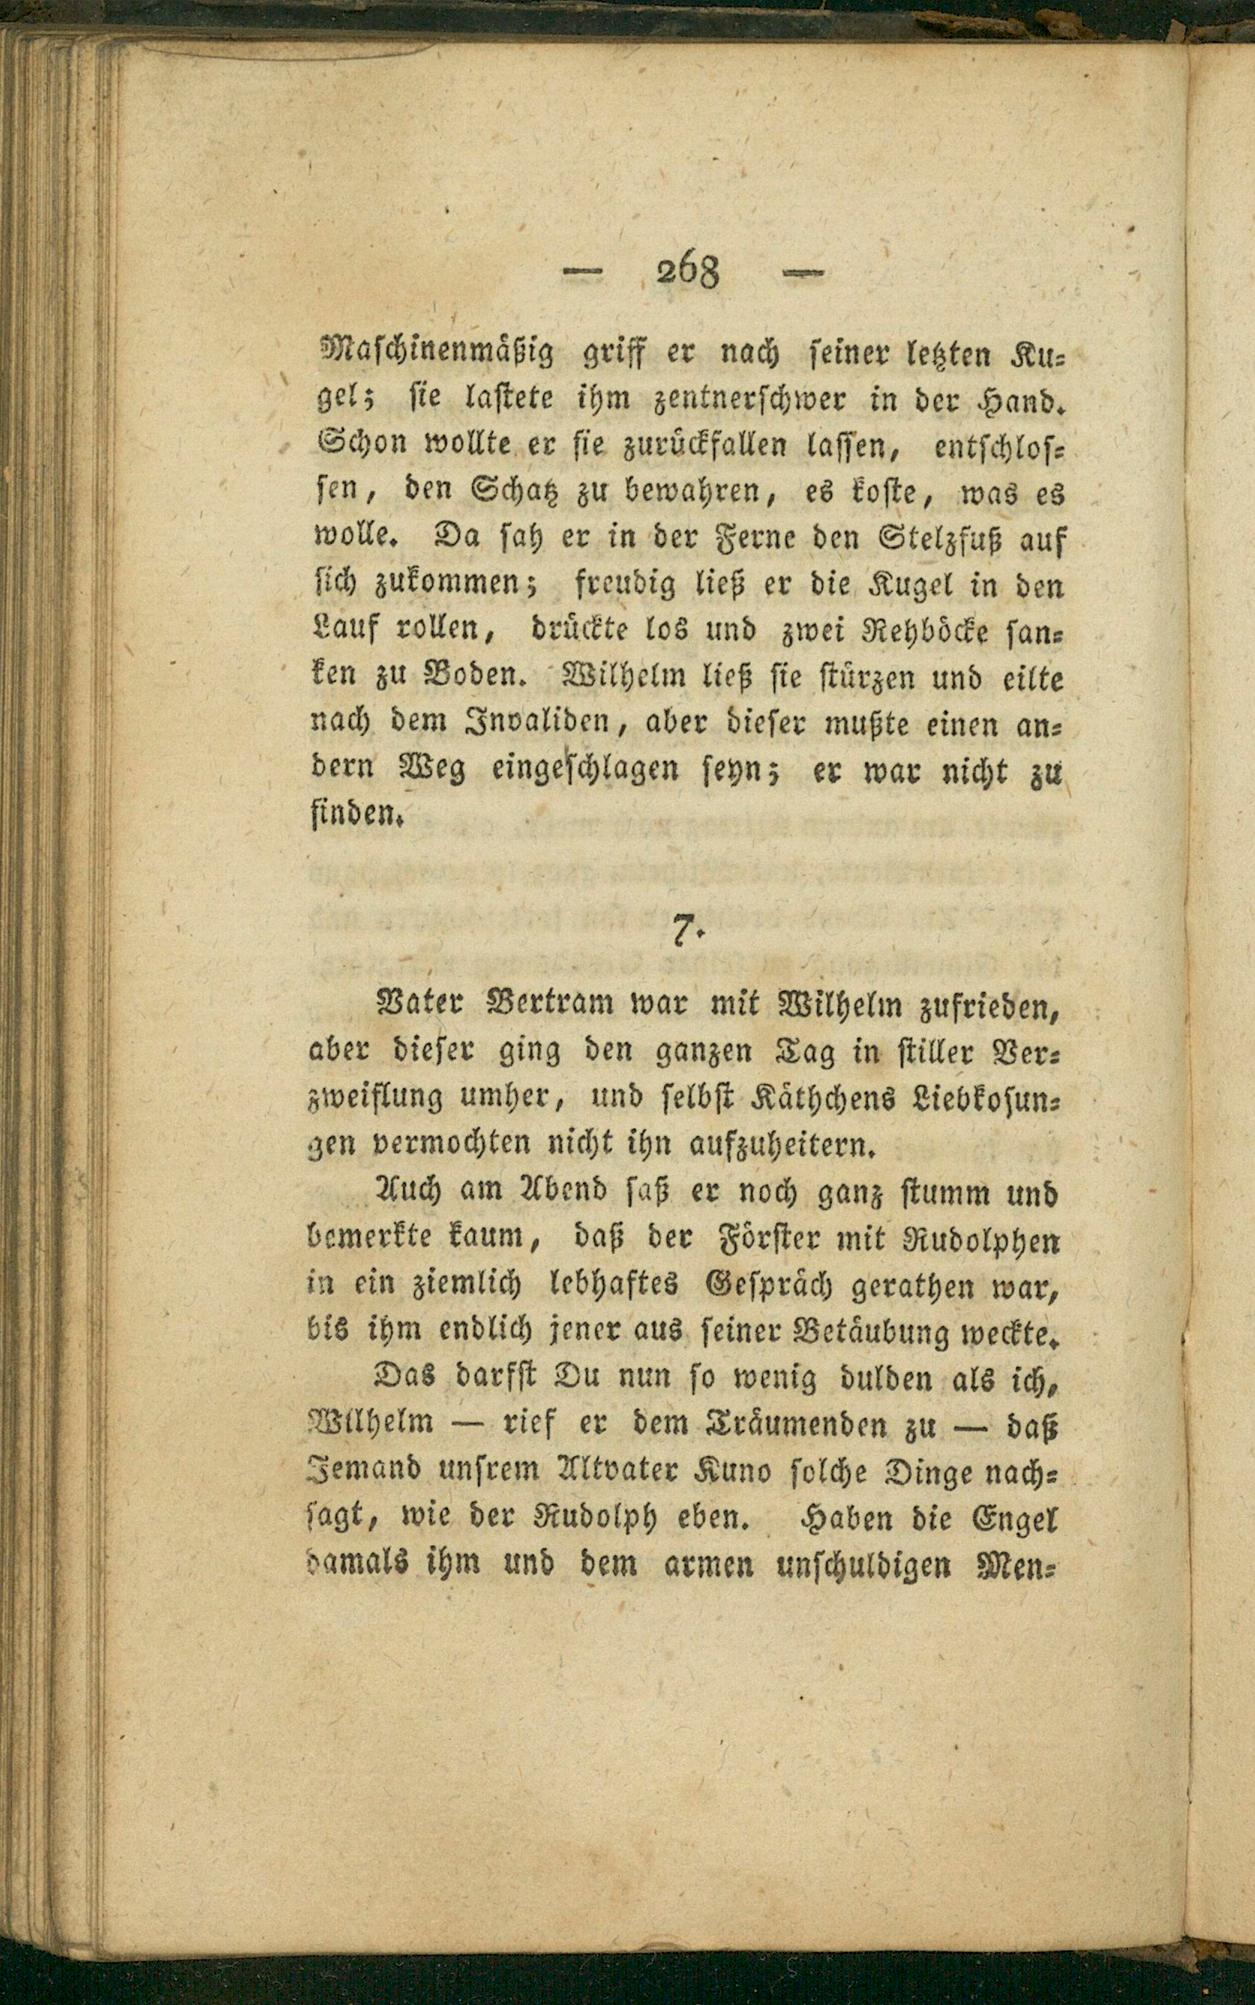 — 268 —
Maschinenmäßig griff er nach seiner letzten Ku-
gel; sie lastete ihm zentnerschwer in der Hand.
Schon wollte er sie zurückfallen lassen, entschlos-
sen, den Schatz zu bewahren, es koste, was es
wolle. Da sah er in der Ferne den Stelzfuß auf
sich zukommen; freudig ließ er die Kugel in den
Lauf rollen, drückte los und zwei Rehböcke san-
ken zu Boden. Wilhelm ließ sie stürzen und eilte
nach dem Invaliden, aber dieser mußte einen an-
dern Weg eingeschlagen seyn; er war nicht zu
finden.
7.
Vater Bertram war mit Wilhelm zufrieden,
aber dieser ging den ganzen Tag in stiller Ver-
zweiflung umher, und selbst Käthchens Liebkosun-
gen vermochten nicht ihn aufzuheitern.
Auch am Abend saß er noch ganz stumm und
bemerkte kaum, daß der Förster mit Rudolphen
in ein ziemlich lebhaftes Gespräch gerathen war,
bis ihm endlich jener aus seiner Betäubung weckte.
Das darfst Du nun so wenig dulden als ich,
Wilhelm — rief er dem Träumenden zu — daß
Jemand unsrem Altvater Kuno solche Dinge nach-
sagt, wie der Rudolph eben. Haben die Engel
damals ihm und dem armen unschuldigen Men-